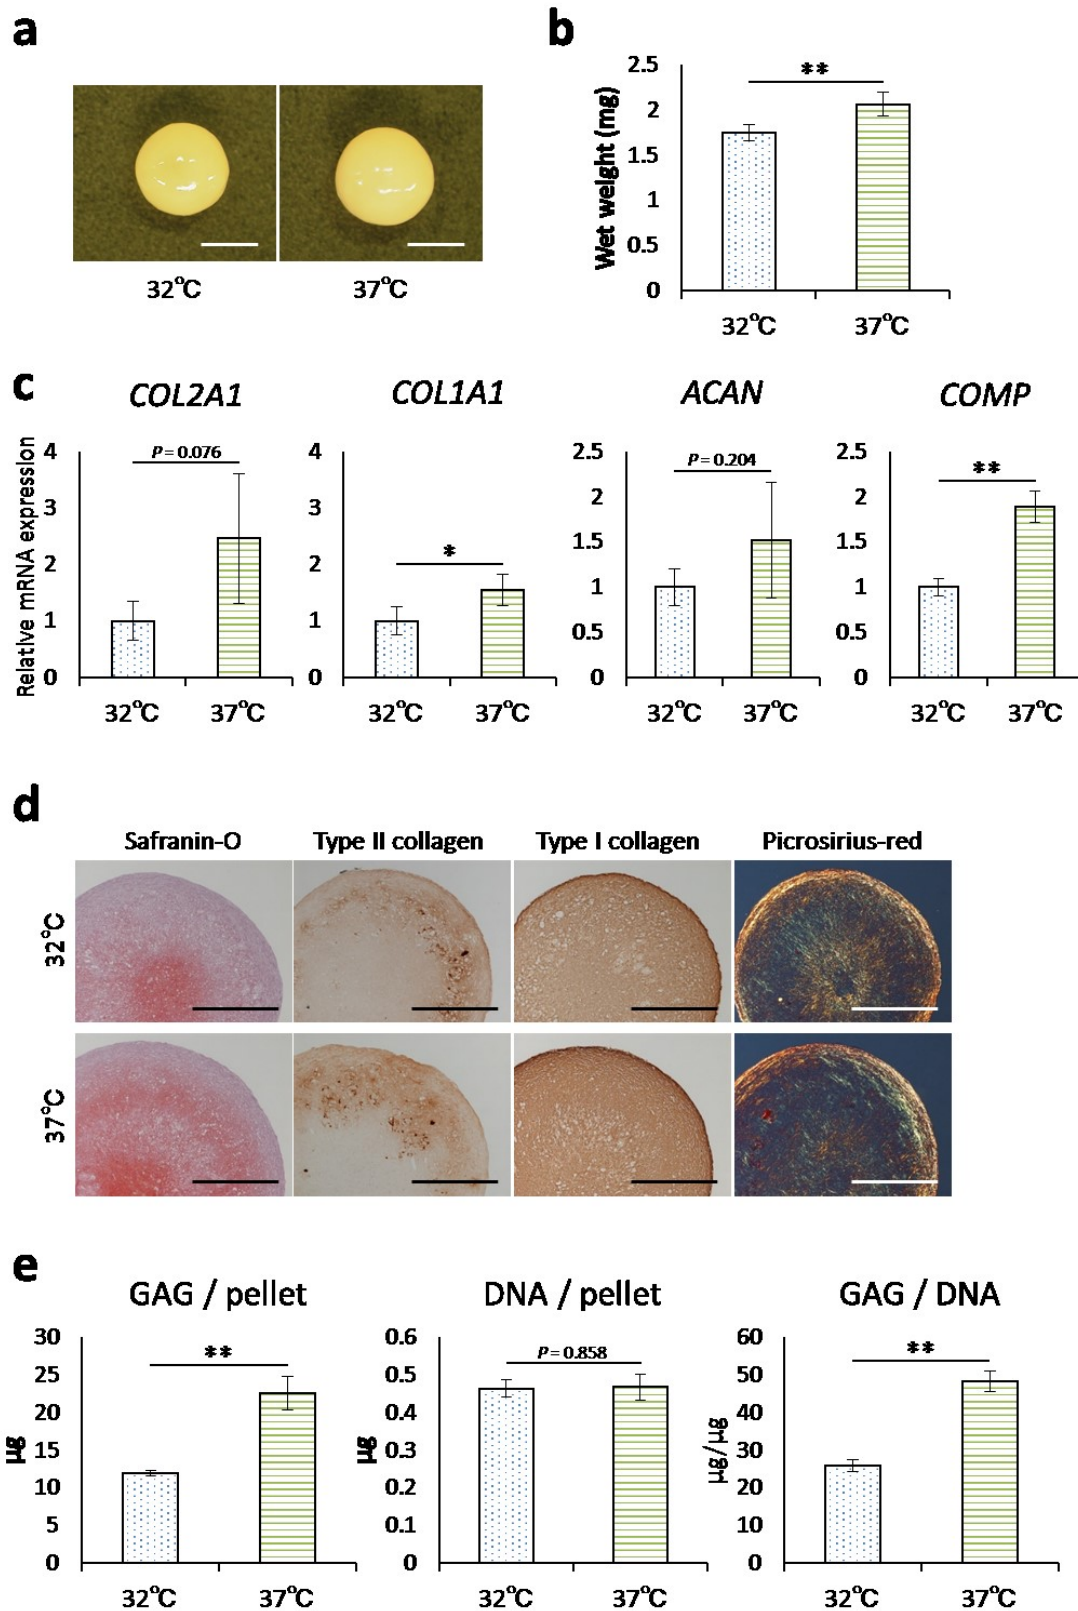 a
32°C 37°C
b
Wet weight (mg)
2.5
2
1.5
1
0.5
0
**
32°C 37°C
c
COL2A1 COL1A1 ACAN COMP
Relative mRNA expression
4
3
2
1
0
P = 0.076
32°C 37°C
4
3
2
1
0
*
32°C 37°C
2.5
2
1.5
1
0.5
0
P = 0.204
32°C 37°C
2.5
2
1.5
1
0.5
0
**
32°C 37°C
d
Safranin-O Type II collagen Type I collagen Picrosirius-red
32°C
37°C
e
GAG / pellet DNA / pellet GAG / DNA
µg
30
25
20
15
10
5
0
**
32°C 37°C
µg
0.6
0.5
0.4
0.3
0.2
0.1
0
P = 0.858
32°C 37°C
µg/µg
60
50
40
30
20
10
0
**
32°C 37°C